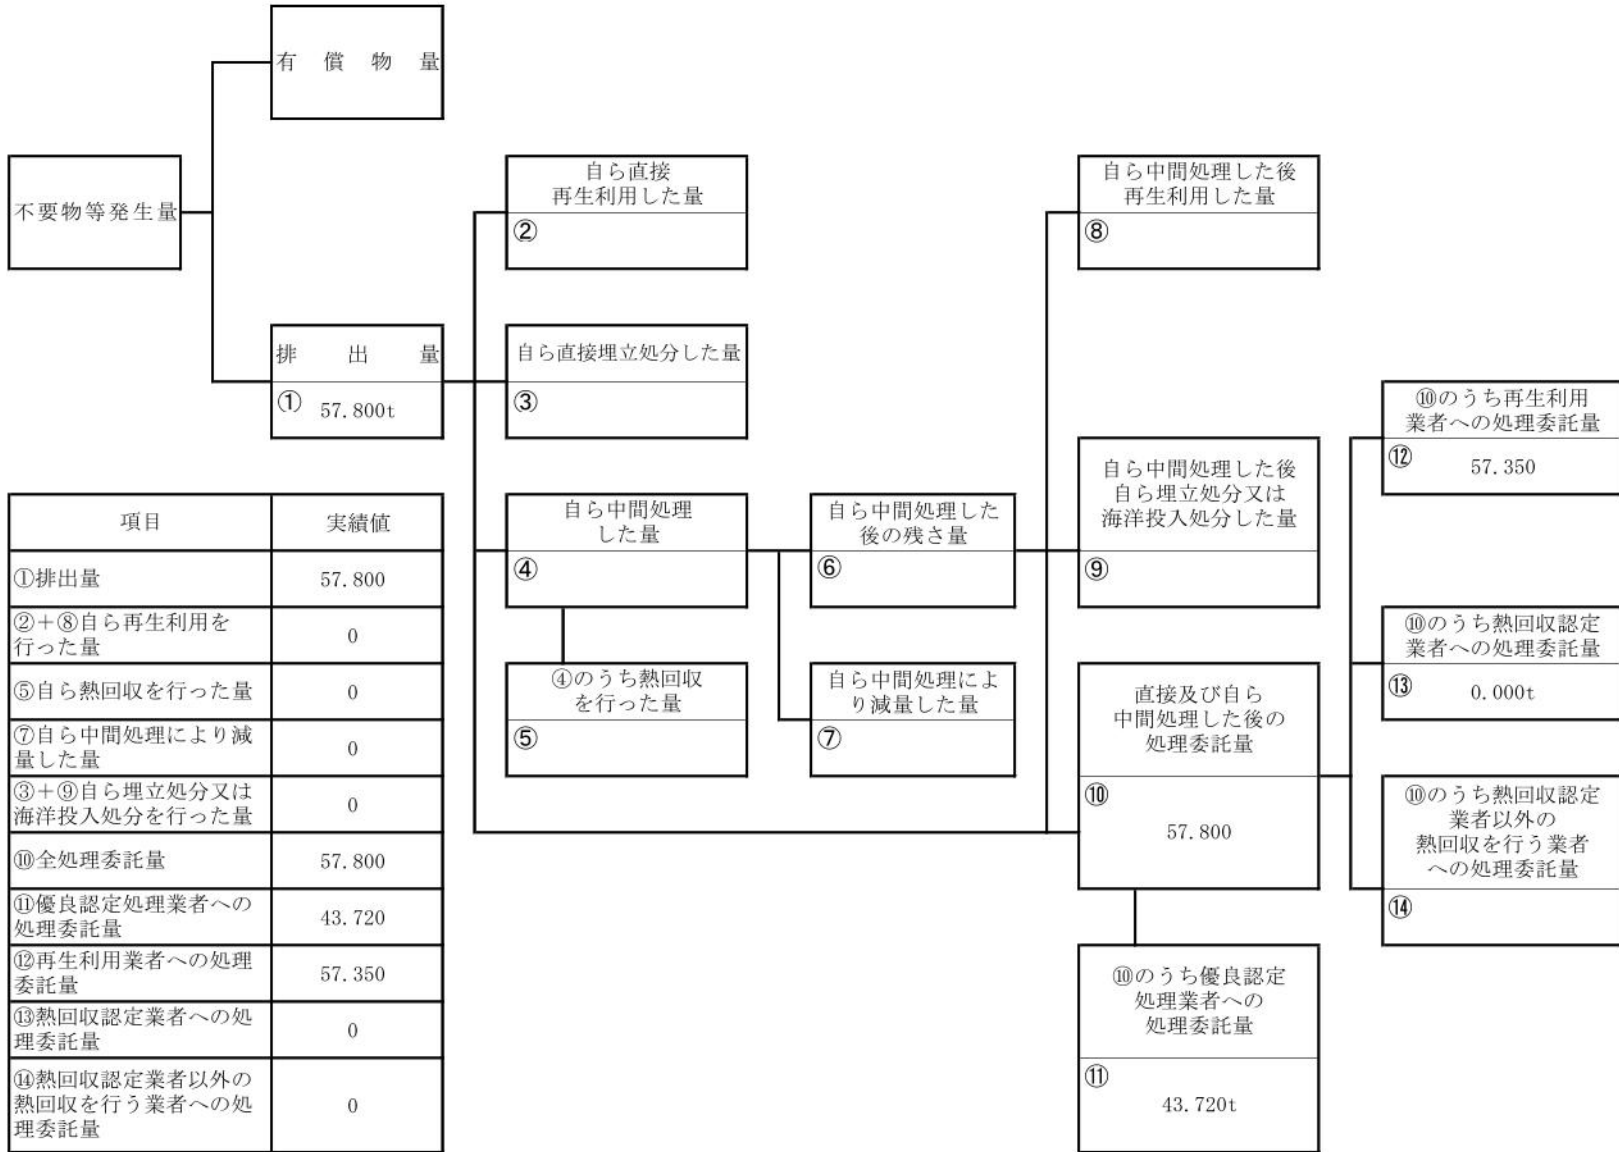 有償物量
不要物等発生量
排出量
① 57.800t
自ら直接
再生利用した量
②
自ら直接埋立処分した量
③
自ら中間処理
した量
④
④のうち熱回収
を行った量
⑤
自ら中間処理した
後の残さ量
⑥
自ら中間処理によ
り減量した量
⑦
自ら中間処理した後
再生利用した量
⑧
自ら中間処理した後
自ら埋立処分又は
海洋投入処分した量
⑨
直接及び自ら
中間処理した後の
処理委託量
⑩
57.800
⑩のうち優良認定
処理業者への
処理委託量
⑪
43.720t
⑩のうち再生利用
業者への処理委託量
⑫
57.350
⑩のうち熱回収認定
業者への処理委託量
⑬
0.000t
⑩のうち熱回収認定
業者以外の
熱回収を行う業者
への処理委託量
⑭
項目 実績値
①排出量 57.800
②＋⑧自ら再生利用を
行った量 0
⑤自ら熱回収を行った量 0
⑦自ら中間処理により減
量した量 0
③＋⑨自ら埋立処分又は
海洋投入処分を行った量 0
⑩全処理委託量 57.800
⑪優良認定処理業者への
処理委託量 43.720
⑫再生利用業者への処理
委託量 57.350
⑬熱回収認定業者への処
理委託量 0
⑭熱回収認定業者以外の
熱回収を行う業者への処
理委託量 0